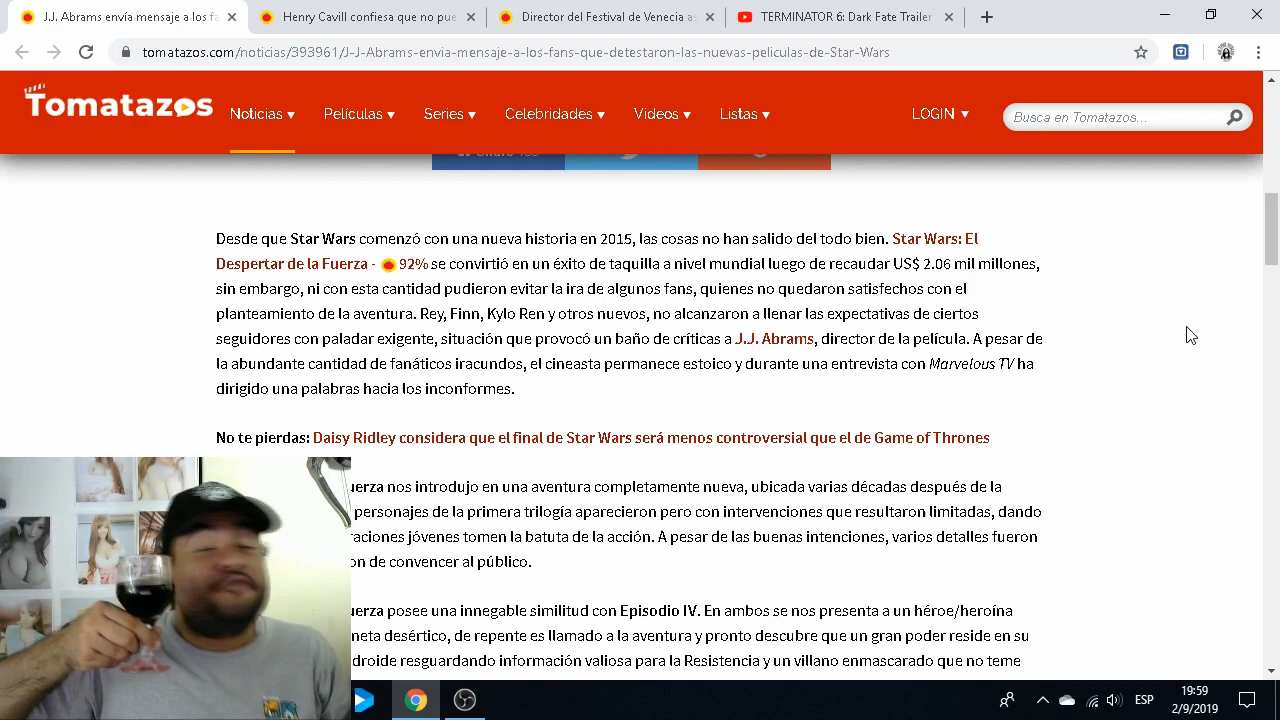 J.J. Abrams envía mensaje a los fa
Henry Cavill confiesa que no pue
Director del Festival de Venecia a
TERMINATOR 6: Dark Fate Trailer
tomatazos.com/noticias/393961/J-J-Abrams-envia-mensaje-a-los-fans-que-detestaron-las-nuevas-peliculas-de-Star-Wars
Tomatazos
Noticias ▾
Películas ▾
Series ▾
Celebridades ▾
Videos ▾
Listas ▾
LOGIN ▾
Busca en Tomatazos...
Desde que Star Wars comenzó con una nueva historia en 2015, las cosas no han salido del todo bien. Star Wars: El
Despertar de la Fuerza - 92% se convirtió en un éxito de taquilla a nivel mundial luego de recaudar US$ 2.06 mil millones,
sin embargo, ni con esta cantidad pudieron evitar la ira de algunos fans, quienes no quedaron satisfechos con el
planteamiento de la aventura. Rey, Finn, Kylo Ren y otros nuevos, no alcanzaron a llenar las expectativas de ciertos
seguidores con paladar exigente, situación que provocó un baño de críticas a J.J. Abrams, director de la película. A pesar de
la abundante cantidad de fanáticos iracundos, el cineasta permanece estoico y durante una entrevista con Marvelous TV ha
dirigido una palabras hacia los inconformes.
No te pierdas: Daisy Ridley considera que el final de Star Wars será menos controversial que el de Game of Thrones
uerza nos introdujo en una aventura completamente nueva, ubicada varias décadas después de la
personajes de la primera trilogía aparecieron pero con intervenciones que resultaron limitadas, dando
raciones jóvenes tomen la batuta de la acción. A pesar de las buenas intenciones, varios detalles fueron
on de convencer al público.
uerza posee una innegable similitud con Episodio IV. En ambos se nos presenta a un héroe/heroína
neta desértico, de repente es llamado a la aventura y pronto descubre que un gran poder reside en su
droide resguardando información valiosa para la Resistencia y un villano enmascarado que no teme
ESP
19:59
2/9/2019